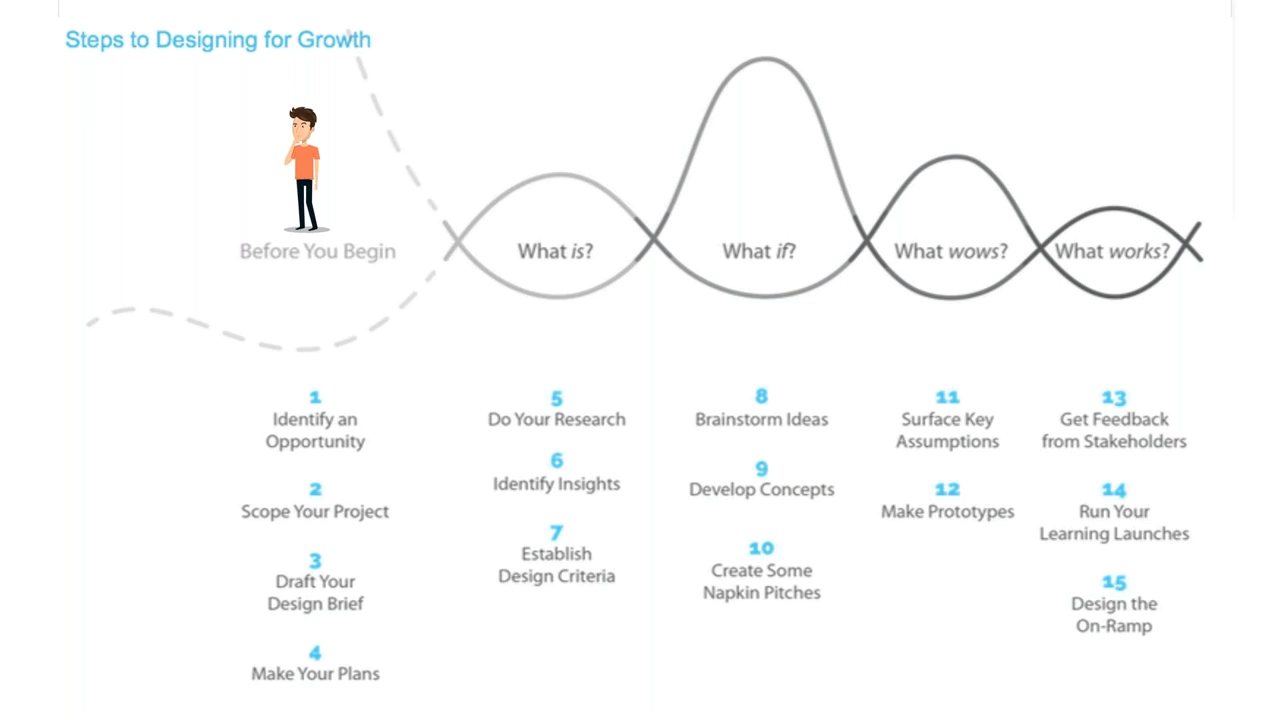 Steps to Designing for Growth
Before You Begin
What is?
What if?
What wows?
What works?
1
Identify an
Opportunity
2
Scope Your Project
3
Draft Your
Design Brief
4
Make Your Plans
5
Do Your Research
6
Identify Insights
7
Establish
Design Criteria
8
Brainstorm Ideas
9
Develop Concepts
10
Create Some
Napkin Pitches
11
Surface Key
Assumptions
12
Make Prototypes
13
Get Feedback
from Stakeholders
14
Run Your
Learning Launches
15
Design the
On-Ramp